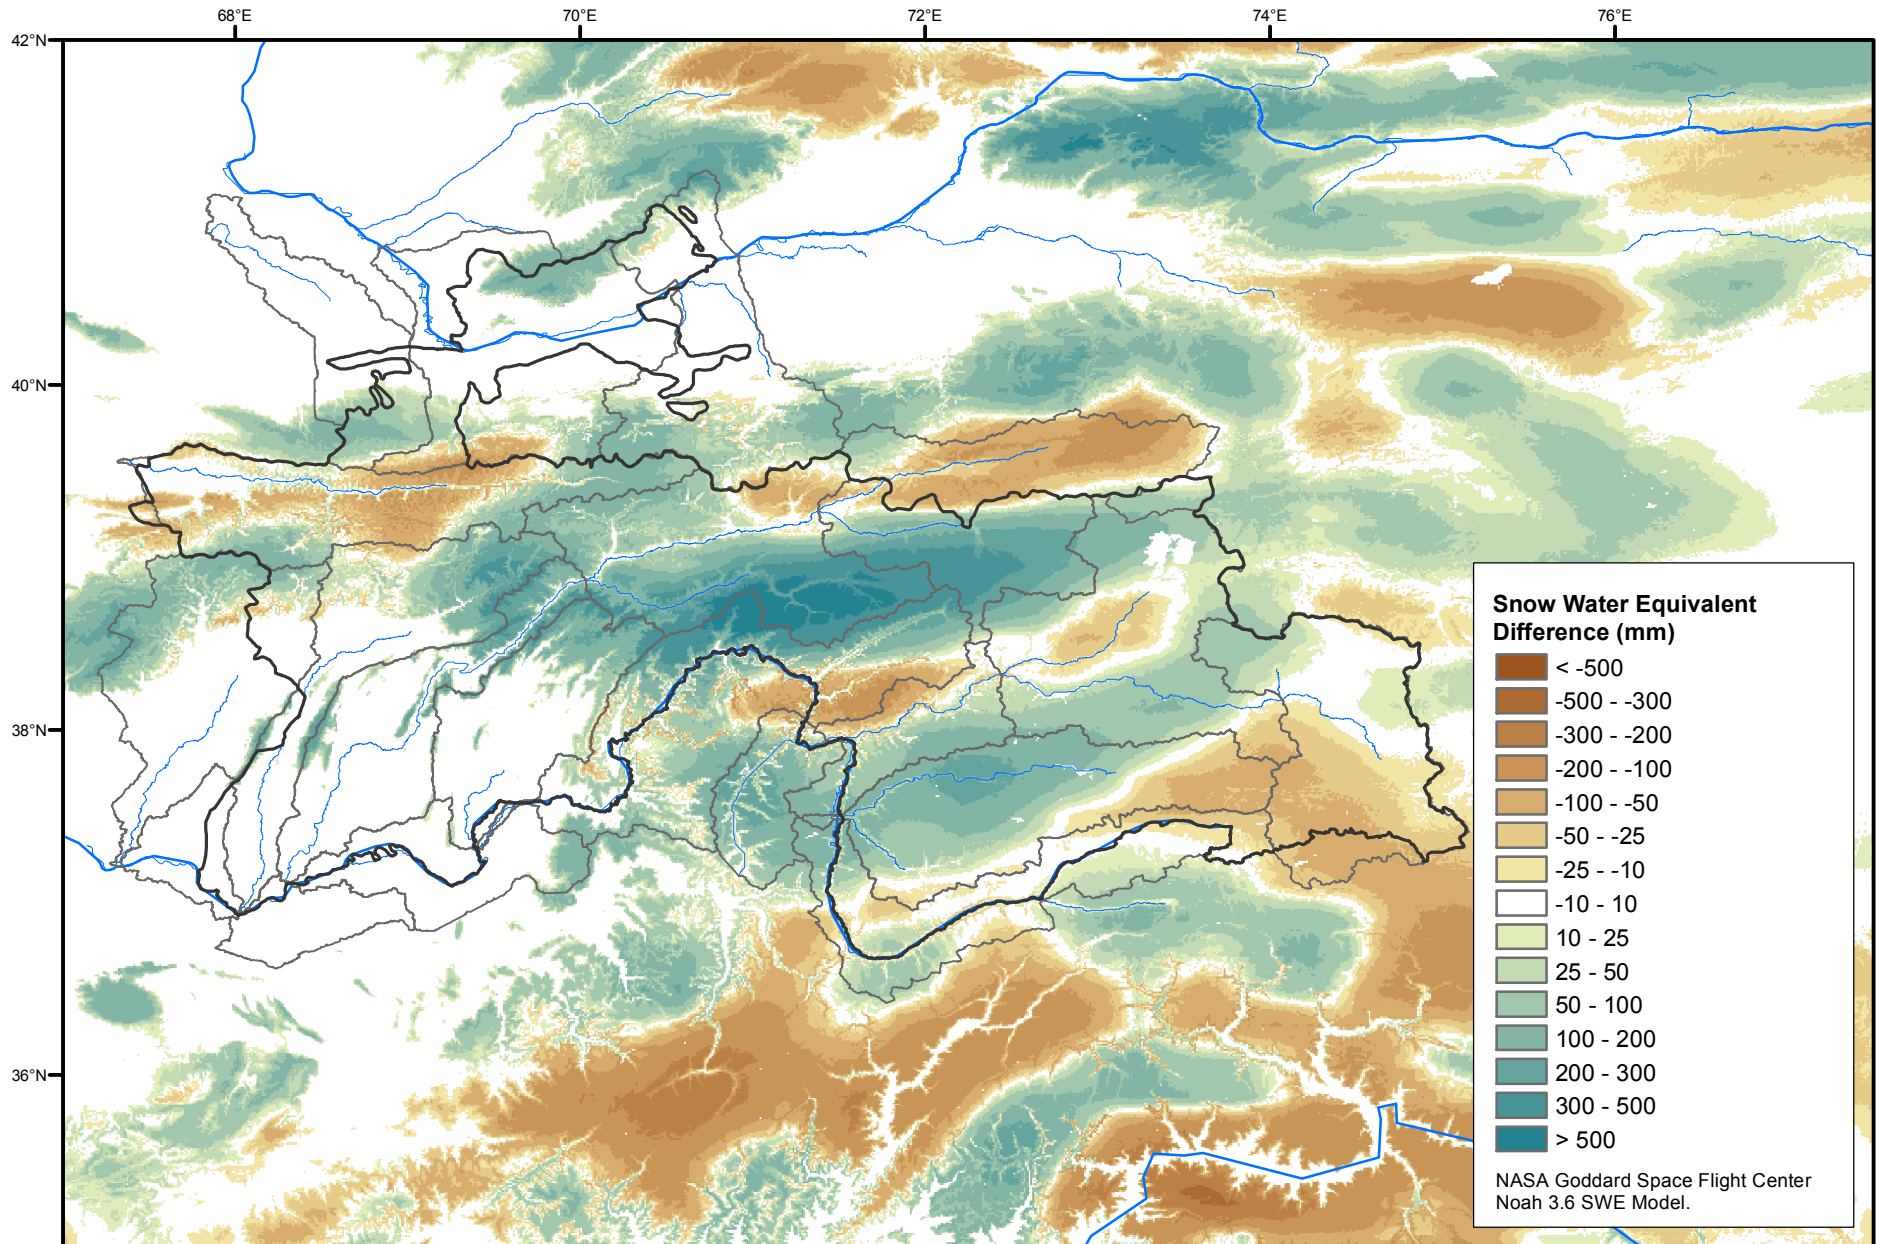 68°E 70°E 72°E 74°E 76°E
42°N
40°N
38°N
36°N
Snow Water Equivalent
Difference (mm)
< -500
-500 - -300
-300 - -200
-200 - -100
-100 - -50
-50 - -25
-25 - -10
-10 - 10
10 - 25
25 - 50
50 - 100
100 - 200
200 - 300
300 - 500
> 500
NASA Goddard Space Flight Center
Noah 3.6 SWE Model.